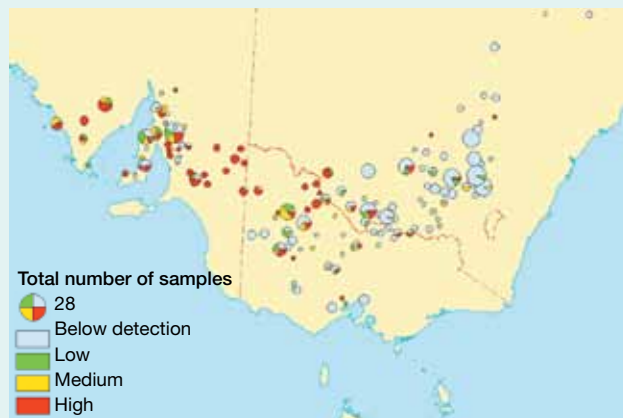 Total number of samples
28
Below detection
Low
Medium
High